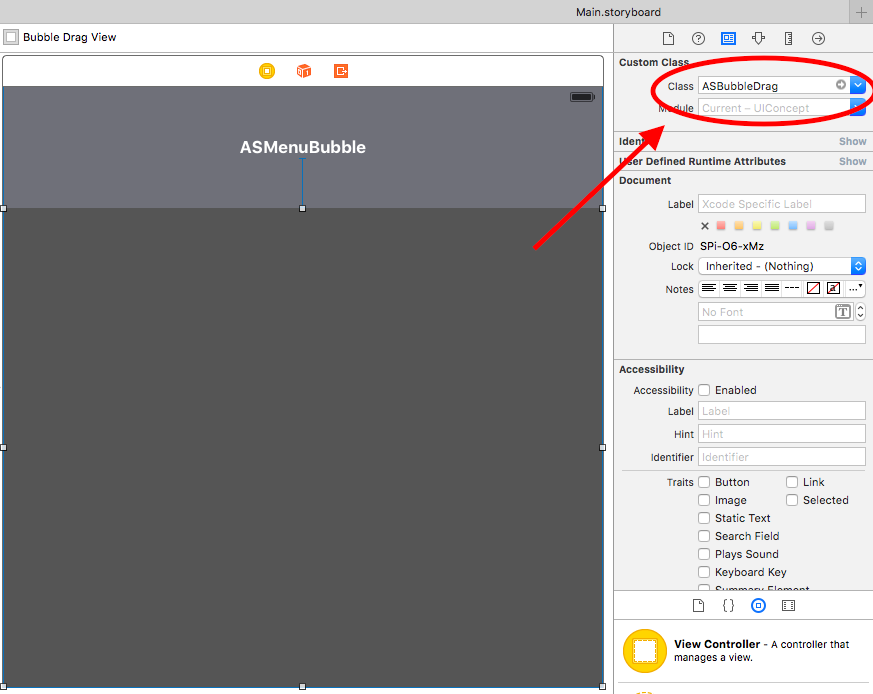 Main.storyboard
Bubble Drag View
ASMenuBubble
Custom Class
Class ASBubbleDrag
Module Current – UIConcept
Show
User Defined Runtime Attributes Show
Document
Label Xcode Specific Label
Object ID SPi-O6-xMz
Lock Inherited - (Nothing)
Notes
No Font T
Accessibility
Accessibility Enabled
Label Label
Hint Hint
Identifier Identifier
Traits Button Link
Image Selected
Static Text
Search Field
Plays Sound
Keyboard Key
Summary Element
View Controller - A controller that
manages a view.